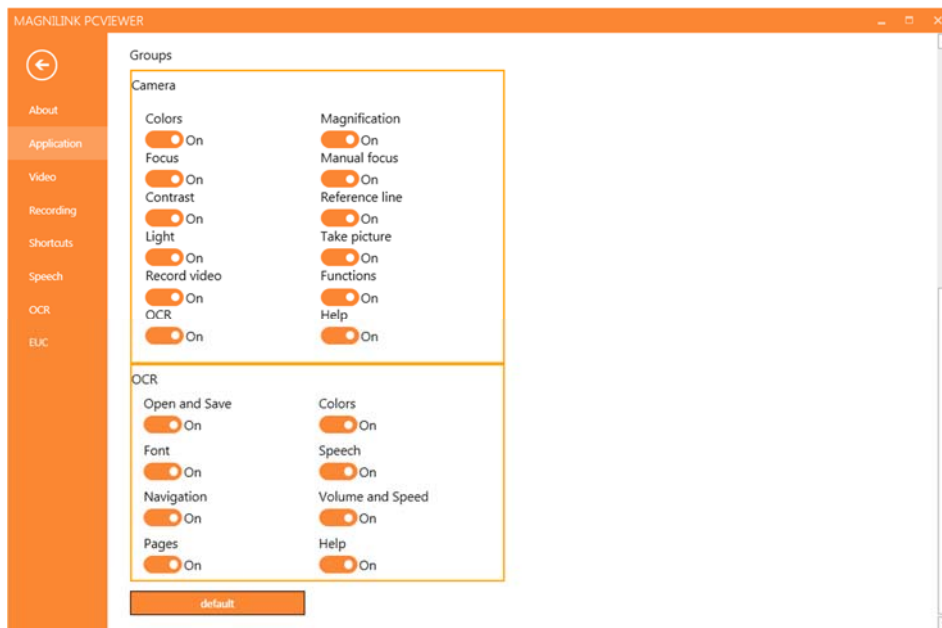 MAGNILINK PCVIEWER
About
Application
Video
Recording
Shortcuts
Speech
OCR
EUC
Groups
Camera
Colors Magnification
On On
Focus Manual focus
On On
Contrast Reference line
On On
Light Take picture
On On
Record video Functions
On On
OCR Help
On On
OCR
Open and Save Colors
On On
Font Speech
On On
Navigation Volume and Speed
On On
Pages Help
On On
default